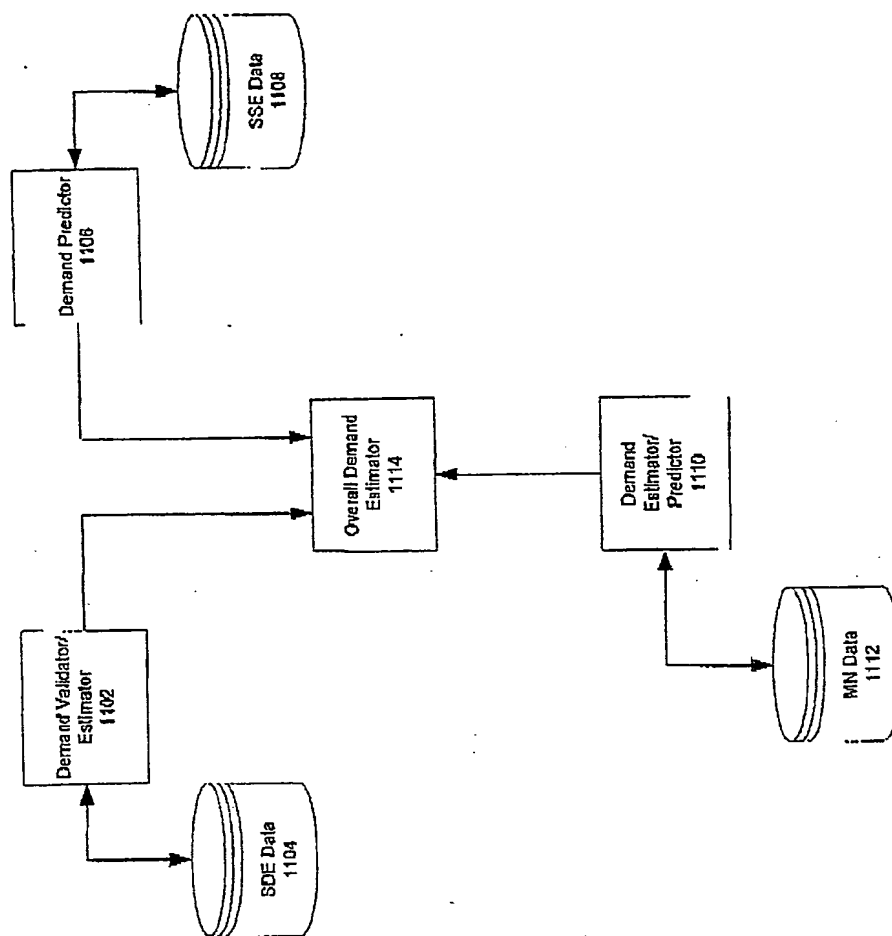 SDE Data
1104
Demand Validator/
Estimator
1102
Overall Demand
Estimator
1114
Demand Predictor
1106
SSE Data
1108
MN Data
1112
Demand
Estimator/
Predictor
1110